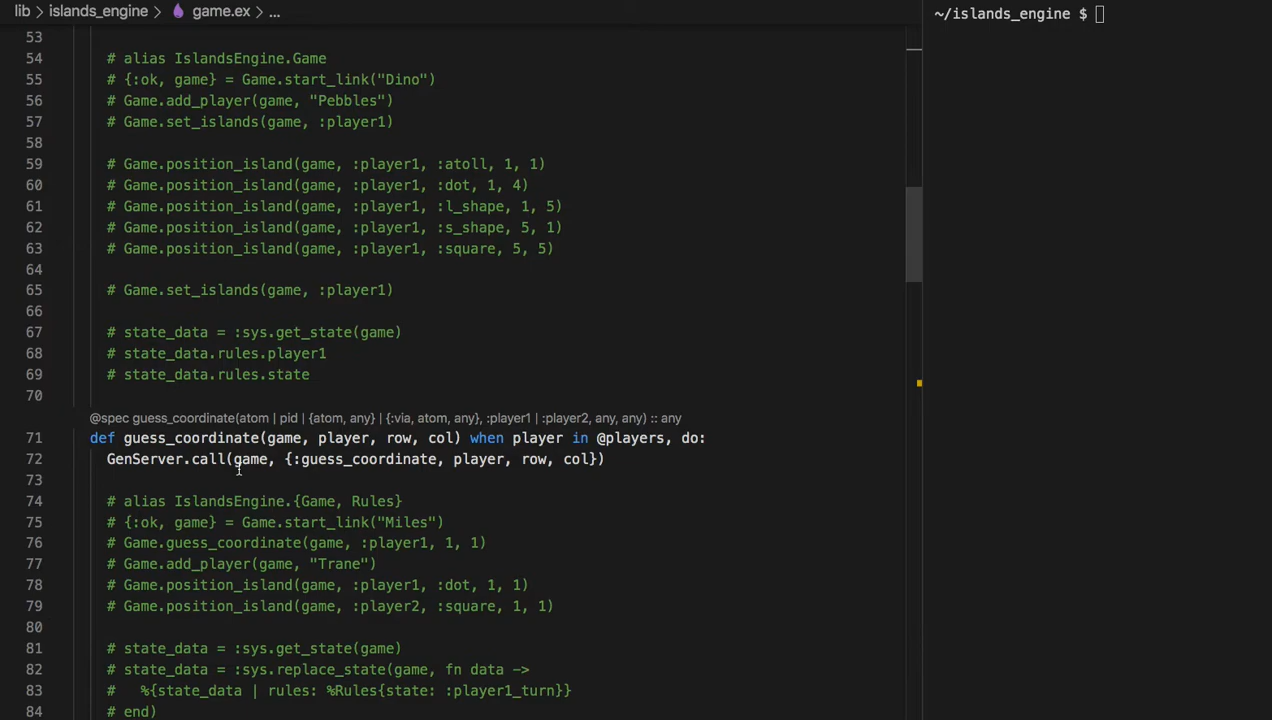 lib > islands_engine > game.ex > ...
~/islands_engine $
53
54 # alias IslandsEngine.Game
55 # {:ok, game} = Game.start_link("Dino")
56 # Game.add_player(game, "Pebbles")
57 # Game.set_islands(game, :player1)
58
59 # Game.position_island(game, :player1, :atoll, 1, 1)
60 # Game.position_island(game, :player1, :dot, 1, 4)
61 # Game.position_island(game, :player1, :l_shape, 1, 5)
62 # Game.position_island(game, :player1, :s_shape, 5, 1)
63 # Game.position_island(game, :player1, :square, 5, 5)
64
65 # Game.set_islands(game, :player1)
66
67 # state_data = :sys.get_state(game)
68 # state_data.rules.player1
69 # state_data.rules.state
70
@spec guess_coordinate(atom | pid | {atom, any} | {:via, atom, any}, :player1 | :player2, any, any) :: any
71 def guess_coordinate(game, player, row, col) when player in @players, do:
72 GenServer.call(game, {:guess_coordinate, player, row, col})
73
74 # alias IslandsEngine.{Game, Rules}
75 # {:ok, game} = Game.start_link("Miles")
76 # Game.guess_coordinate(game, :player1, 1, 1)
77 # Game.add_player(game, "Trane")
78 # Game.position_island(game, :player1, :dot, 1, 1)
79 # Game.position_island(game, :player2, :square, 1, 1)
80
81 # state_data = :sys.get_state(game)
82 # state_data = :sys.replace_state(game, fn data ->
83 #   %{state_data | rules: %Rules{state: :player1_turn}}
84 # end)